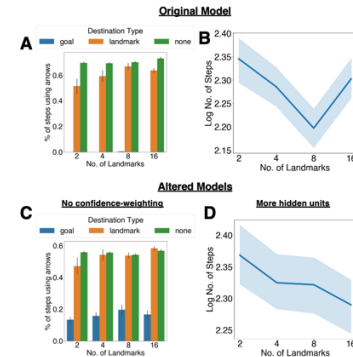 Original Model
A
Destination Type
goal landmark none
% of steps using arrows
0.6
0.4
0.2
0.0
2 4 8 16
No. of Landmarks
B
Log No. of Steps
2.40
2.35
2.30
2.25
2.20
2.15
2 4 8 16
No. of Landmarks
Altered Models
No confidence-weighting
C
Destination Type
goal landmark none
% of steps using arrows
0.6
0.4
0.2
0.0
2 4 8 16
No. of Landmarks
More hidden units
D
Log No. of Steps
2.40
2.35
2.30
2.25
2 4 8 16
No. of Landmarks